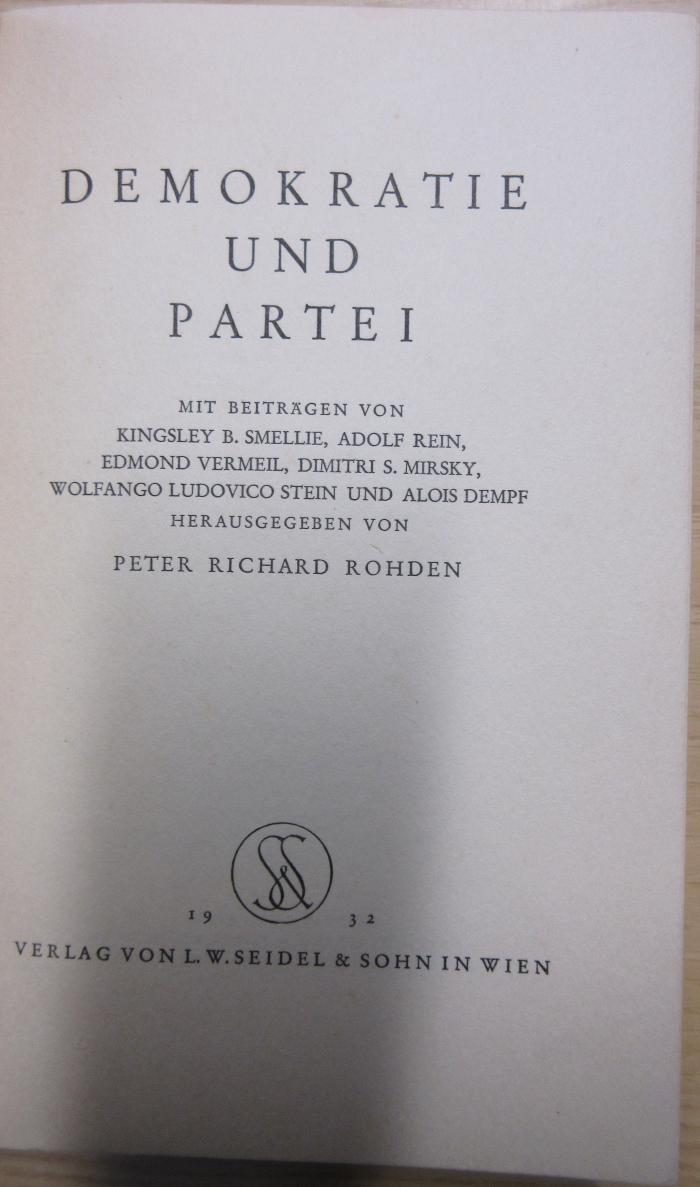 DEMOKRATIE
UND
PARTEI
MIT BEITRÄGEN VON
KINGSLEY B. SMELLIE, ADOLF REIN,
EDMOND VERMEIL, DIMITRI S. MIRSKY,
WOLFANGO LUDOVICO STEIN UND ALOIS DEMPF
HERAUSGEGEBEN VON
PETER RICHARD ROHDEN
S&S
19 32
VERLAG VON L. W. SEIDEL & SOHN IN WIEN